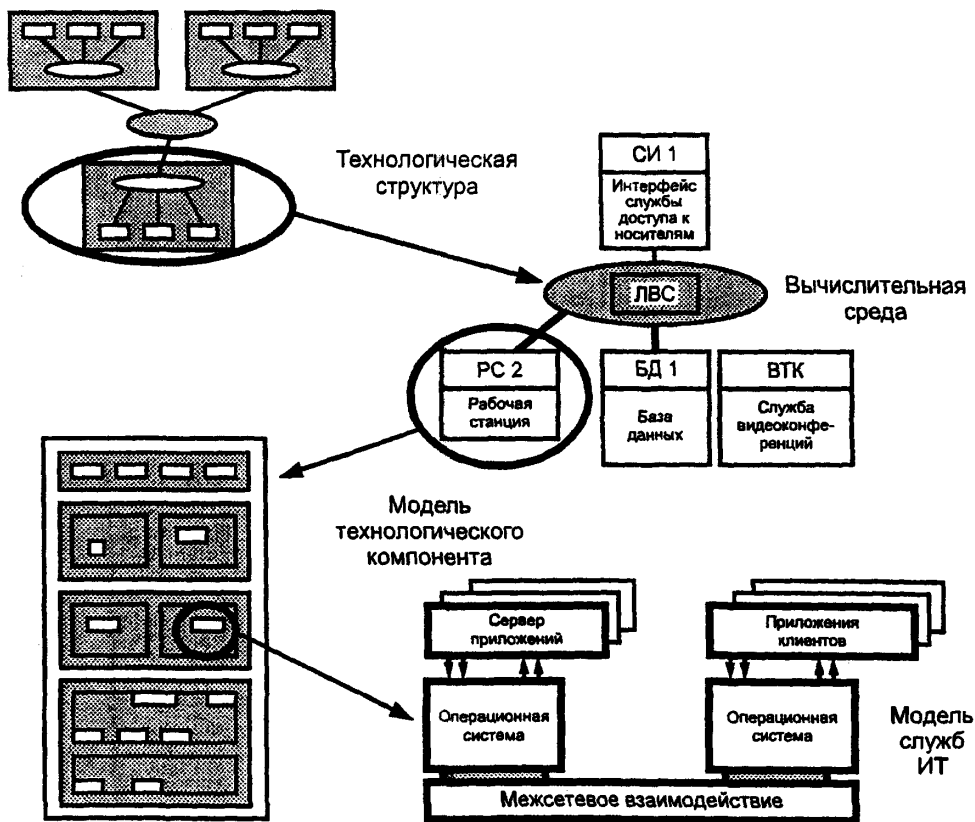 Технологическая
структура
СИ 1
Интерфейс
службы
доступа к
носителям
ЛВС
Вычислительная
среда
РС 2
Рабочая
станция
БД 1
База
данных
ВТК
Служба
видеоконфе-
ренций
Модель
технологического
компонента
Сервер
приложений
Приложения
клиентов
Операционная
система
Операционная
система
Модель
служб
ИТ
Межсетевое взаимодействие